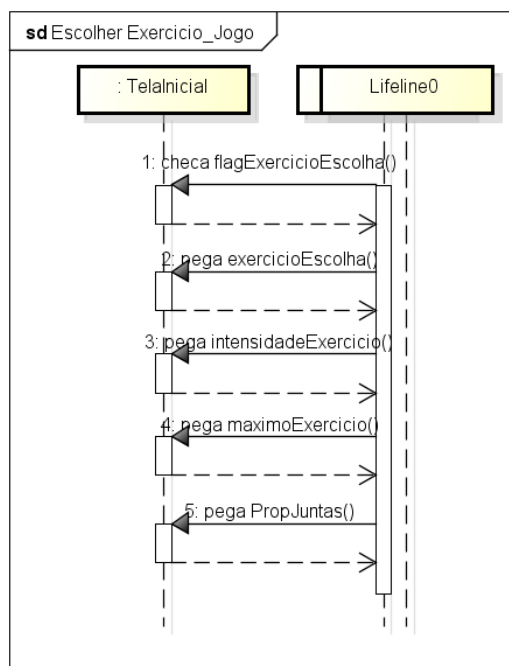 sd Escolher Exercicio_Jogo
: TelaInicial
Lifeline0
1: checa flagExercicioEscolha()
2: pega exercicioEscolha()
3: pega intensidadeExercicio()
4: pega maximoExercicio()
5: pega PropJuntas()